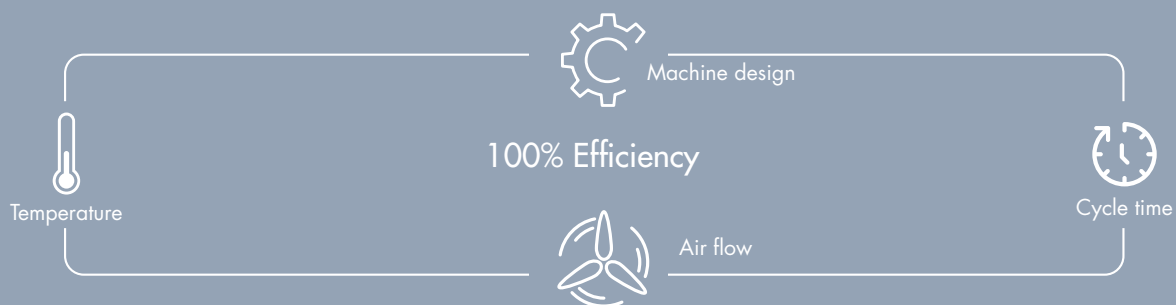 Machine design
100% Efficiency
Temperature
Cycle time
Air flow